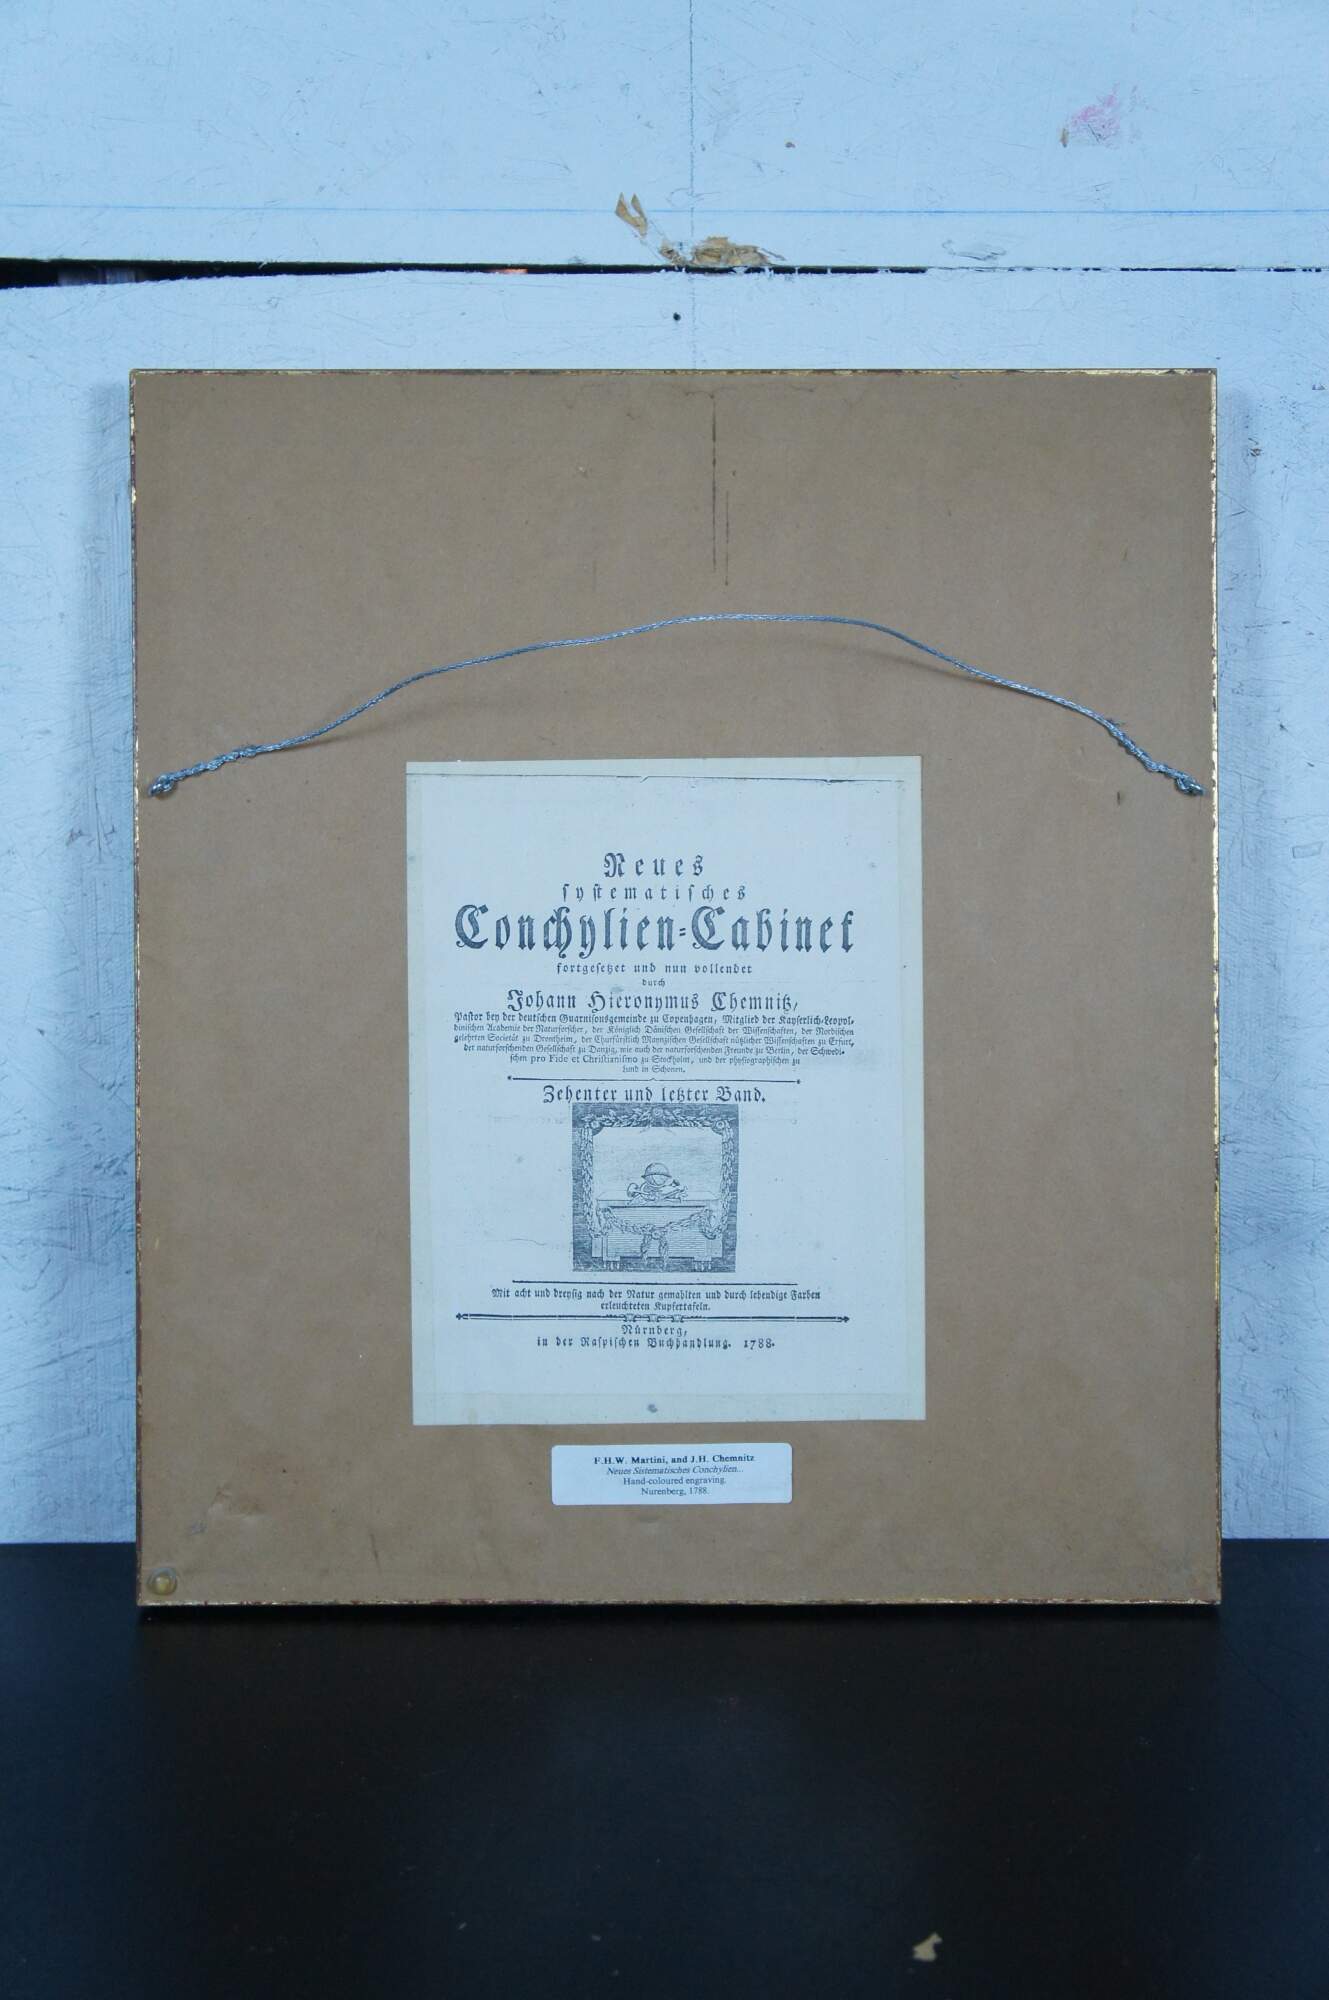 Neues
ſyſtematiſches
Conchylien-Cabinet
fortgeſetzet und nun vollendet
durch
Johann Hieronymus Chemnitz,
Paſtor bey der deutſchen Guarniſonsgemeinde zu Copenhagen, Mitglied der Kayſerlich-Leopol-
diniſchen Academie der Naturforſcher, der Königlich Däniſchen Geſellſchaft der Wiſſenſchaften, der Nordiſchen
gelehrten Societät zu Drontheim, der Churfürſtlich Maynziſchen Geſellſchaft nützlicher Wiſſenſchaften zu Erfurt,
der naturforſchenden Geſellſchaft zu Danzig, wie auch der naturforſchenden Freunde zu Berlin, der Schwedi-
ſchen pro Fide et Chriſtianiſmo zu Stockholm, und der phyſiographiſchen zu
Lund in Schonen.
Zehenter und letzter Band.
Mit acht und dreyſig nach der Natur gemahlten und durch lebendige Farben
erleuchteten Kupfertafeln.
Nürnberg,
in der Raſpiſchen Buchhandlung. 1788.
F.H.W. Martini, and J.H. Chemnitz
Neues Sistematisches Conchylien...
Hand-coloured engraving.
Nurenberg, 1788.